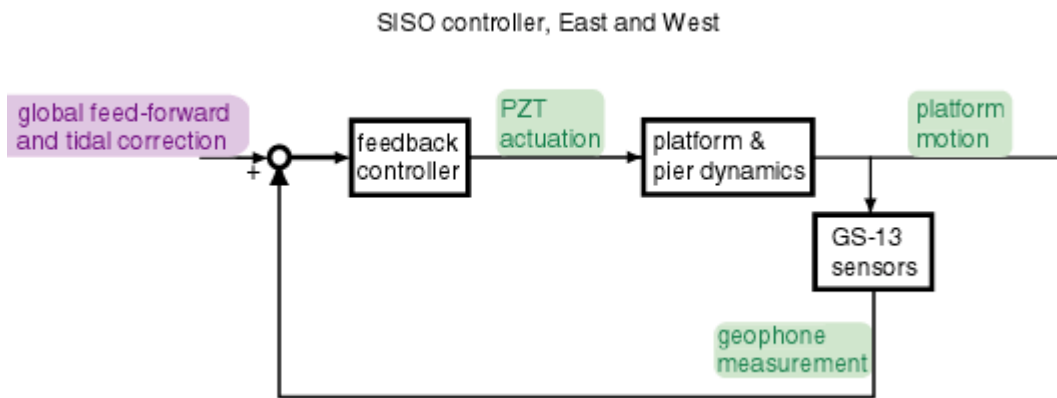 SISO controller, East and West
global feed-forward
and tidal correction
+
feedback
controller
PZT
actuation
platform &
pier dynamics
platform
motion
GS-13
sensors
geophone
measurement